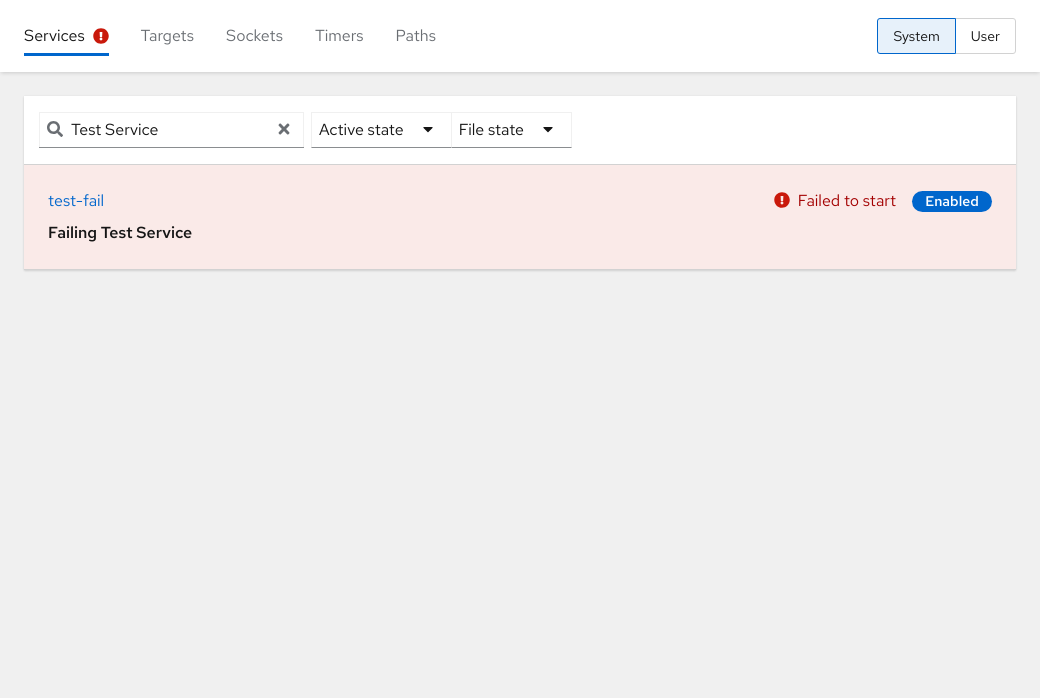 Services Targets Sockets Timers Paths System User
Test Service Active state File state
test-fail Failed to start Enabled
Failing Test Service